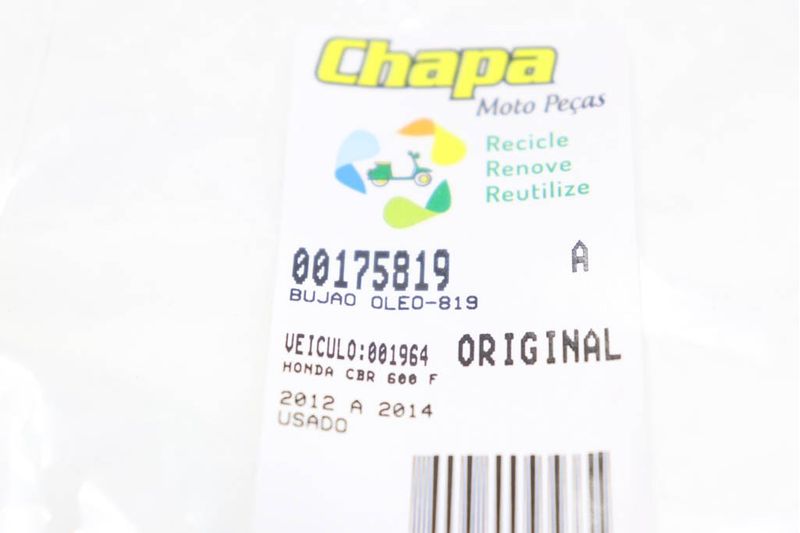 Chapa
Moto Peças
Recicle
Renove
Reutilize
00175819 A
BUJAO OLEO-819
VEICULO:001964 ORIGINAL
HONDA CBR 600 F
2012 A 2014
USADO